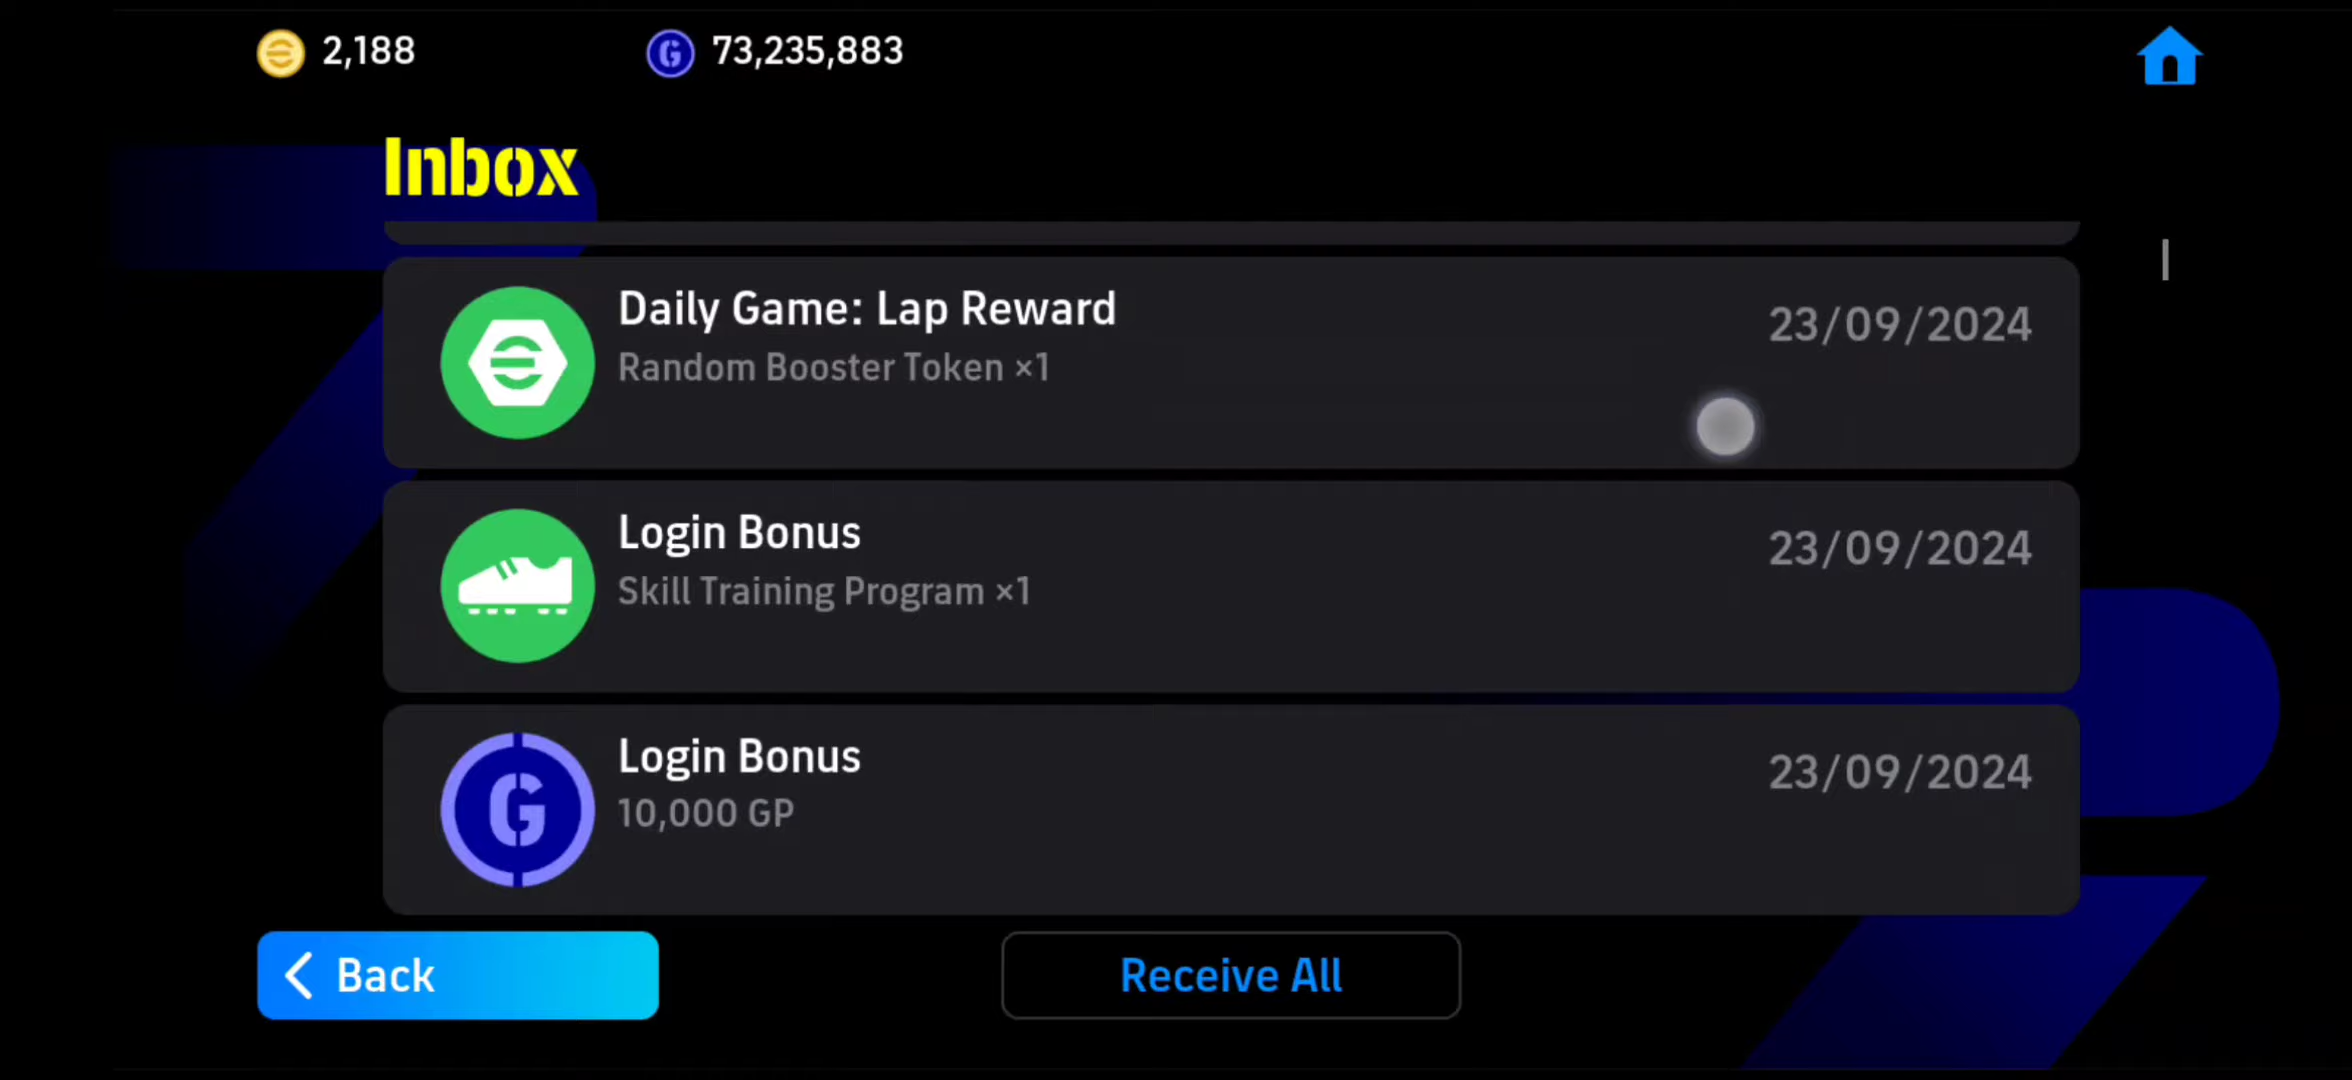 2,188
73,235,883
Inbox
Daily Game: Lap Reward
23/09/2024
Random Booster Token ×1
Login Bonus
23/09/2024
Skill Training Program ×1
Login Bonus
23/09/2024
10,000 GP
Back
Receive All